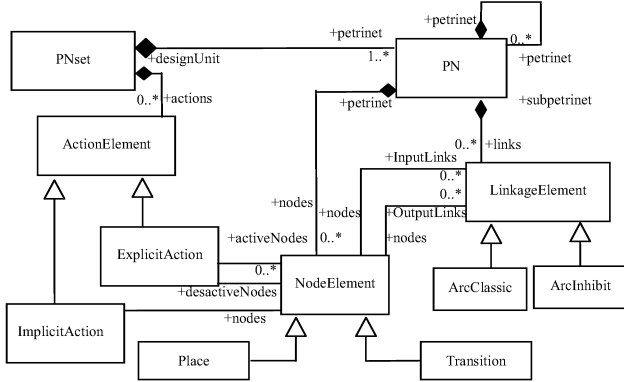 +petrinet
+petrinet
0..*
PNset
+designUnit
1..*
PN
+petrinet
0..*
+actions
+petrinet
+subpetrinet
ActionElement
0..*
+links
+InputLinks
0..*
LinkageElement
0..*
+nodes
+nodes
+OutputLinks
+activeNodes
0..*
+nodes
ExplicitAction
0..*
NodeElement
ArcClassic
ArcInhibit
+desactiveNodes
ImplicitAction
+nodes
Place
Transition